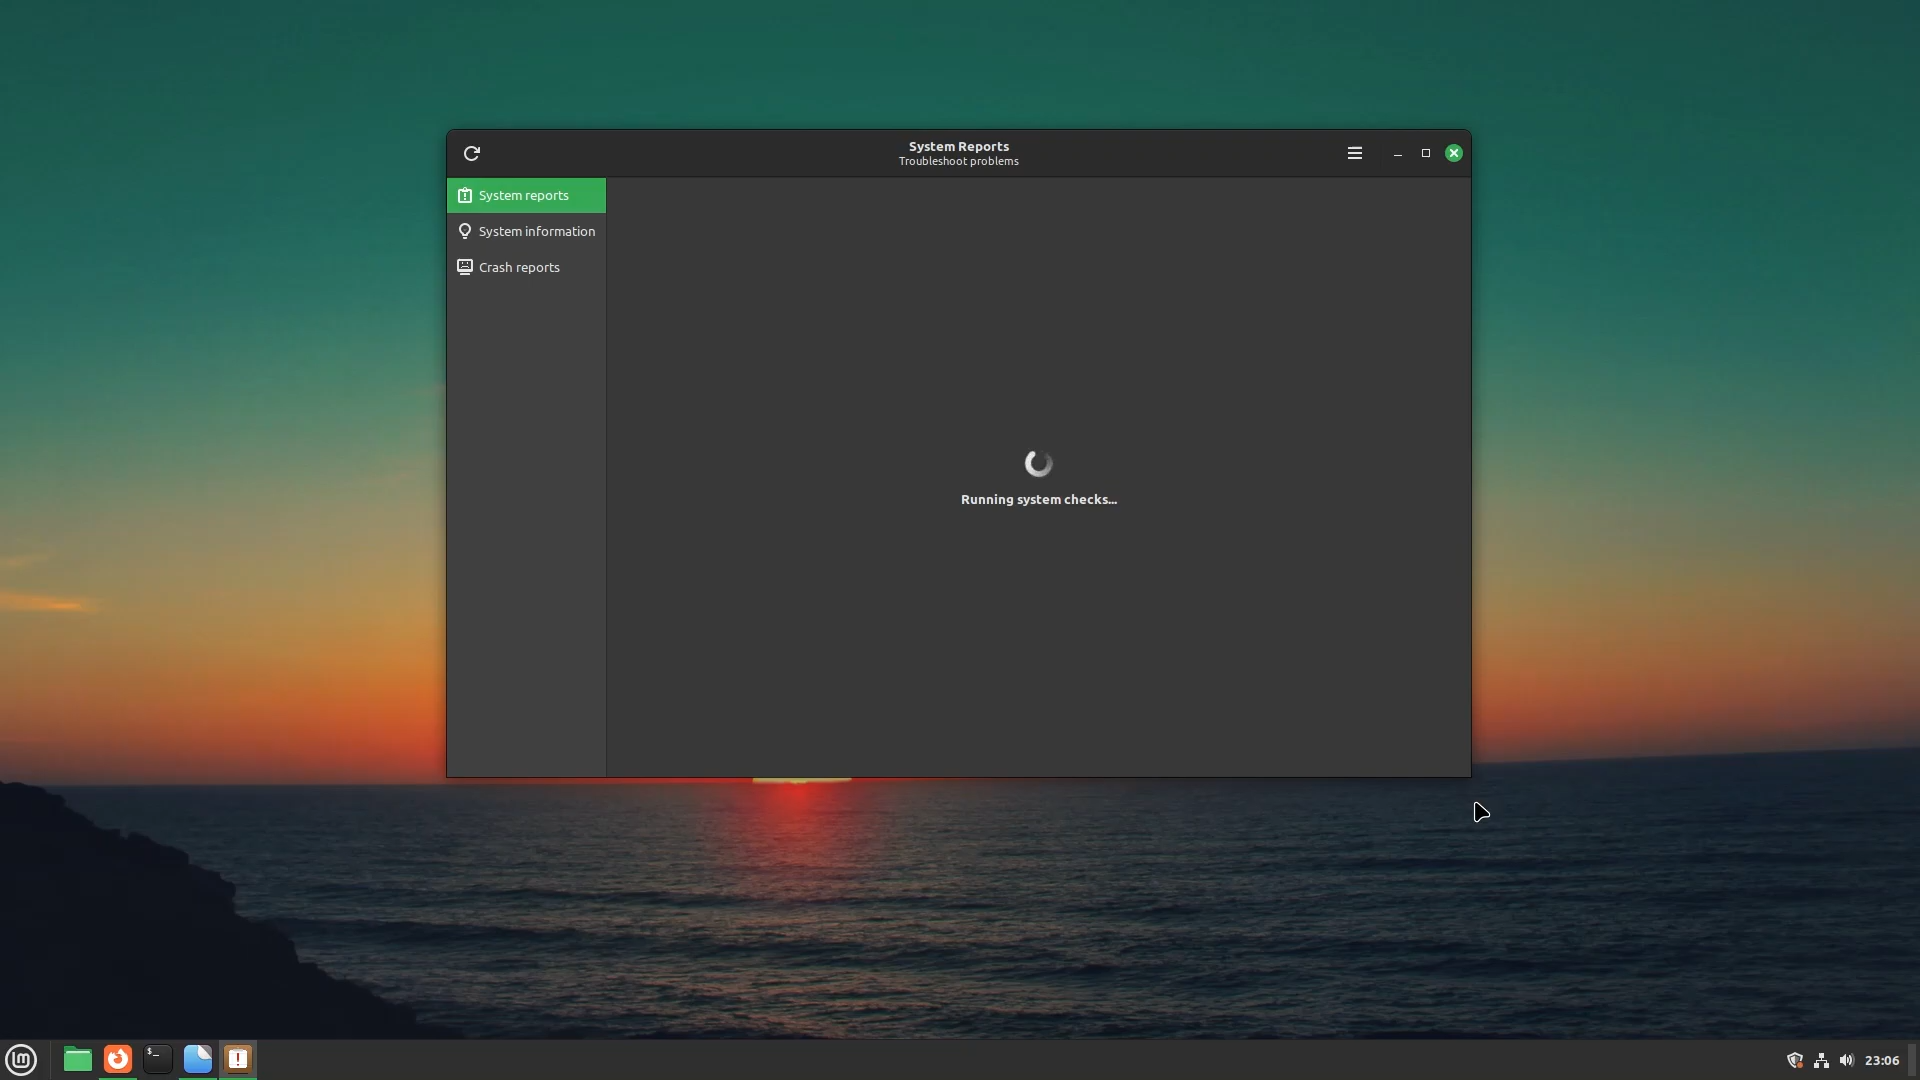 System Reports
Troubleshoot problems
System reports
System information
Crash reports
Running system checks...
$_
23:06